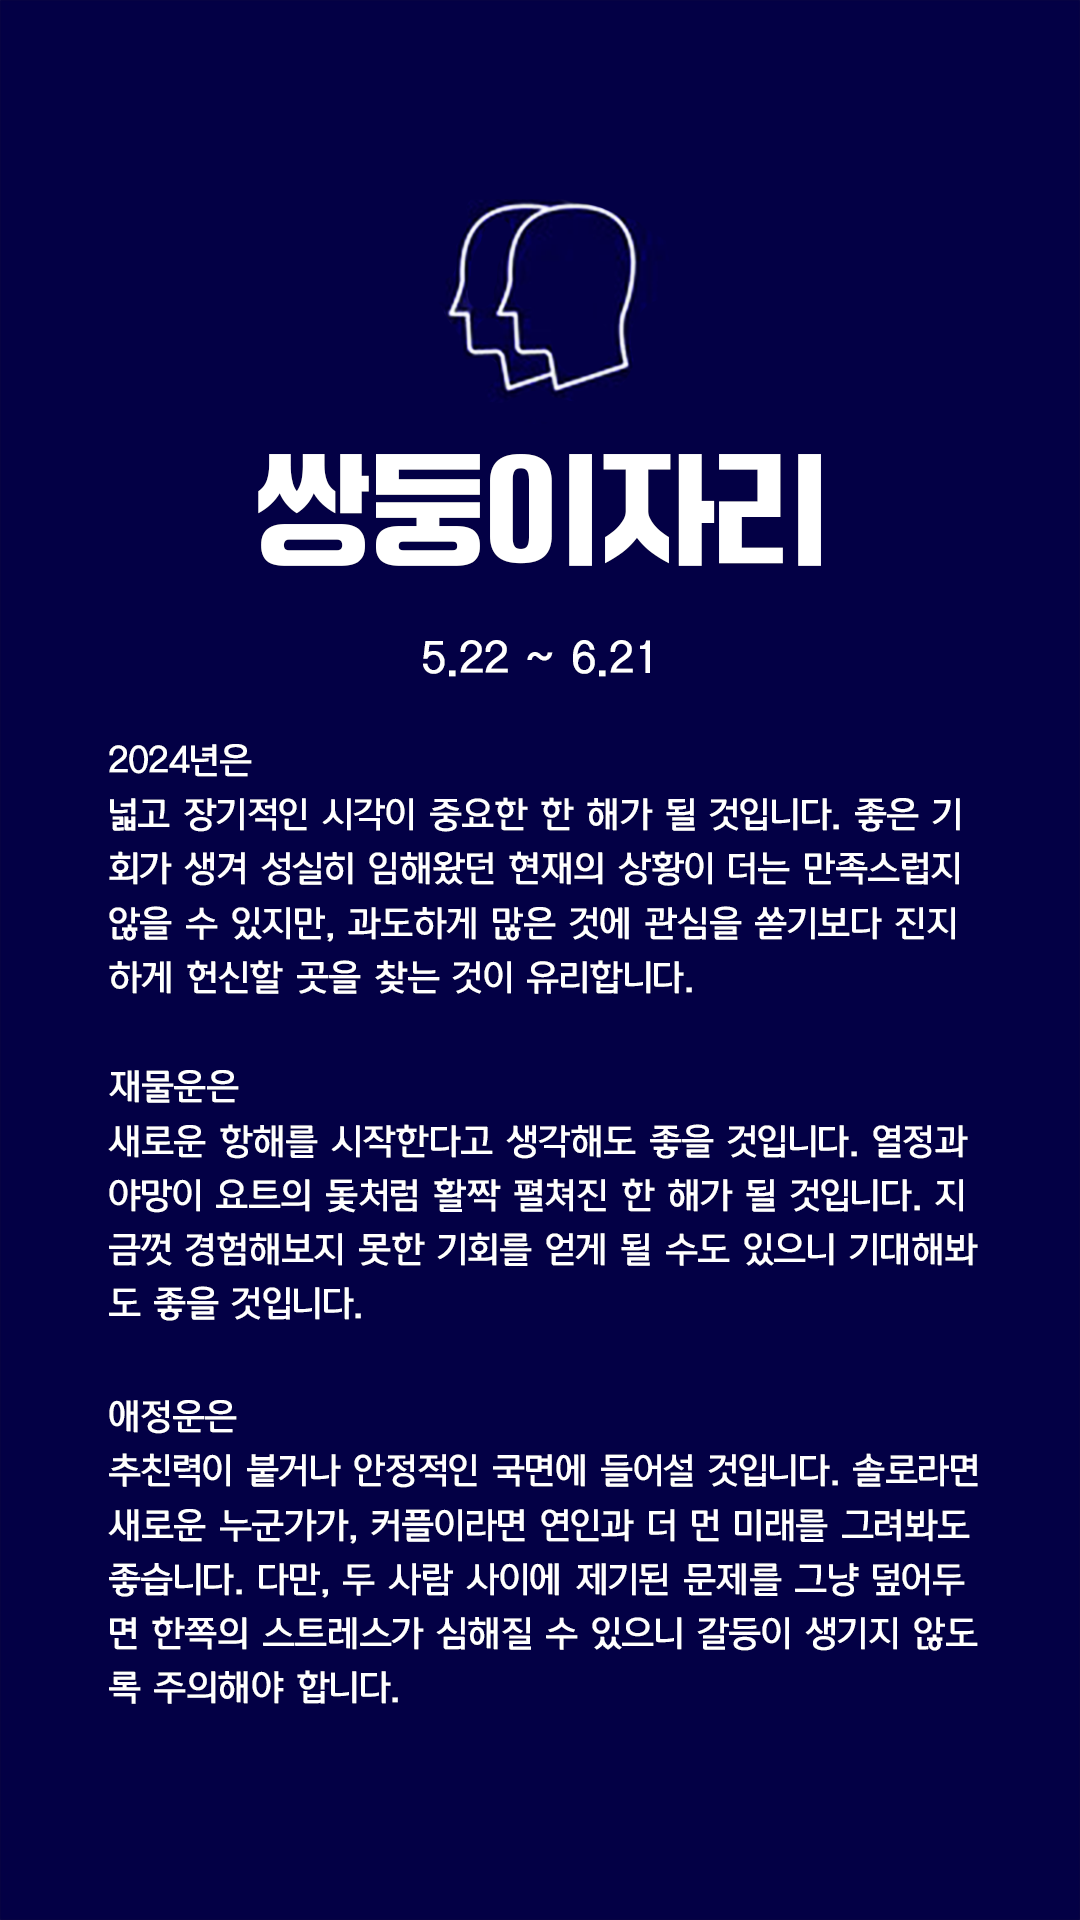 쌍둥이자리
5.22 ~ 6.21
2024년은
넓고 장기적인 시각이 중요한 한 해가 될 것입니다. 좋은 기
회가 생겨 성실히 임해왔던 현재의 상황이 더는 만족스럽지
않을 수 있지만, 과도하게 많은 것에 관심을 쏟기보다 진지
하게 헌신할 곳을 찾는 것이 유리합니다.
재물운은
새로운 항해를 시작한다고 생각해도 좋을 것입니다. 열정과
야망이 요트의 돛처럼 활짝 펼쳐진 한 해가 될 것입니다. 지
금껏 경험해보지 못한 기회를 얻게 될 수도 있으니 기대해봐
도 좋을 것입니다.
애정운은
추친력이 붙거나 안정적인 국면에 들어설 것입니다. 솔로라면
새로운 누군가가, 커플이라면 연인과 더 먼 미래를 그려봐도
좋습니다. 다만, 두 사람 사이에 제기된 문제를 그냥 덮어두
면 한쪽의 스트레스가 심해질 수 있으니 갈등이 생기지 않도
록 주의해야 합니다.